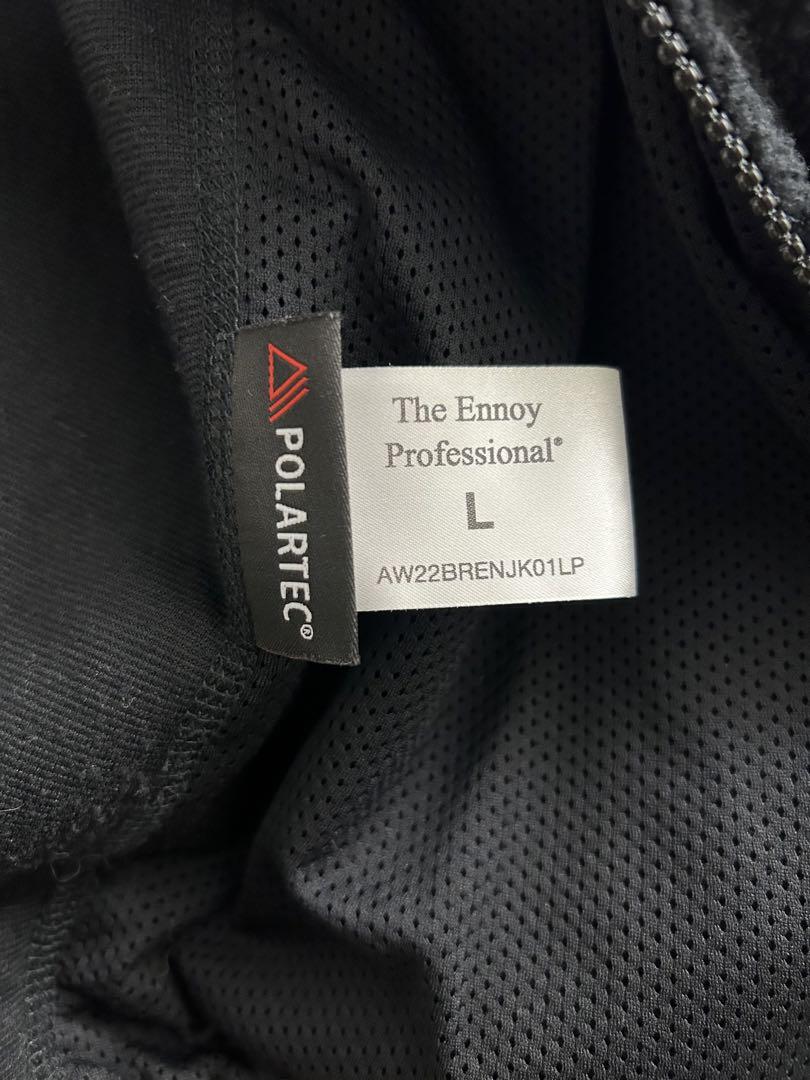 POLARTEC®
The Ennoy
Professional®
L
AW22BRENJK01LP